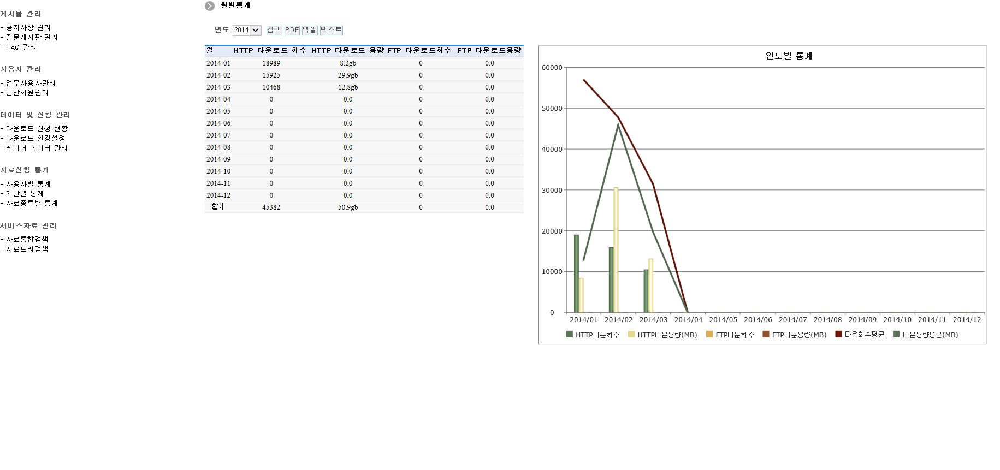 게시물 관리
- 공지사항 관리
- 질문게시판 관리
- FAQ 관리
사용자 관리
- 업무사용자관리
- 일반회원관리
데이터 및 신청 관리
- 다운로드 신청 현황
- 다운로드 환경설정
- 레이더 데이터 관리
자료신청 통계
- 사용자별 통계
- 기간별 통계
- 자료종류별 통계
서비스자료 관리
- 자료통합검색
- 자료트리검색
월별통계
년도 2014 검색 PDF 엑셀 텍스트
월 HTTP 다운로드 회수 HTTP 다운로드 용량 FTP 다운로드회수 FTP 다운로드용량
2014-01 18989 8.2gb 0 0.0
2014-02 15925 29.9gb 0 0.0
2014-03 10468 12.8gb 0 0.0
2014-04 0 0.0 0 0.0
2014-05 0 0.0 0 0.0
2014-06 0 0.0 0 0.0
2014-07 0 0.0 0 0.0
2014-08 0 0.0 0 0.0
2014-09 0 0.0 0 0.0
2014-10 0 0.0 0 0.0
2014-11 0 0.0 0 0.0
2014-12 0 0.0 0 0.0
합계 45382 50.9gb 0 0.0
연도별 통계
60000
50000
40000
30000
20000
10000
0
2014/01 2014/02 2014/03 2014/04 2014/05 2014/06 2014/07 2014/08 2014/09 2014/10 2014/11 2014/12
HTTP다운회수 HTTP다운용량(MB) FTP다운회수 FTP다운용량(MB) 다운회수평균 다운용량평균(MB)